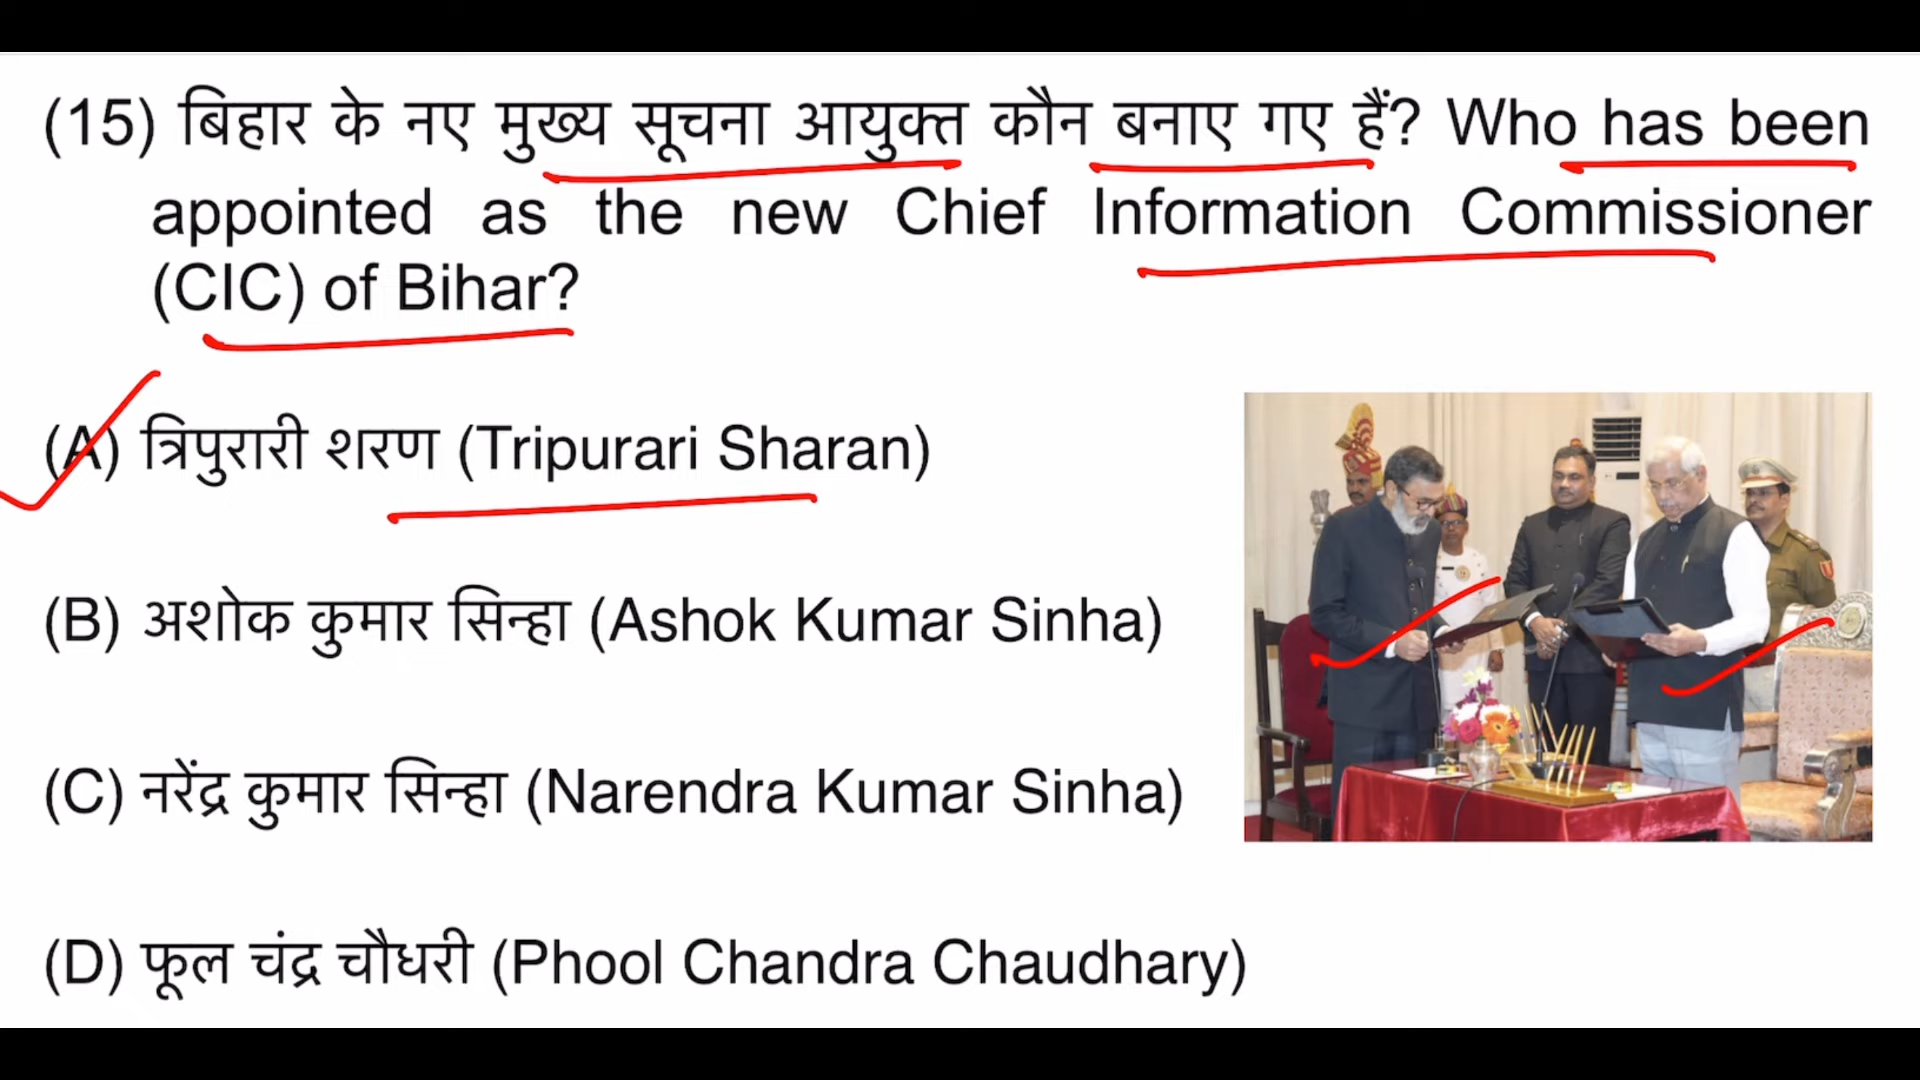 (15) बिहार के नए मुख्य सूचना आयुक्त कौन बनाए गए हैं? Who has been
appointed as the new Chief Information Commissioner
(CIC) of Bihar?
(A) त्रिपुरारी शरण (Tripurari Sharan)
(B) अशोक कुमार सिन्हा (Ashok Kumar Sinha)
(C) नरेंद्र कुमार सिन्हा (Narendra Kumar Sinha)
(D) फूल चंद्र चौधरी (Phool Chandra Chaudhary)